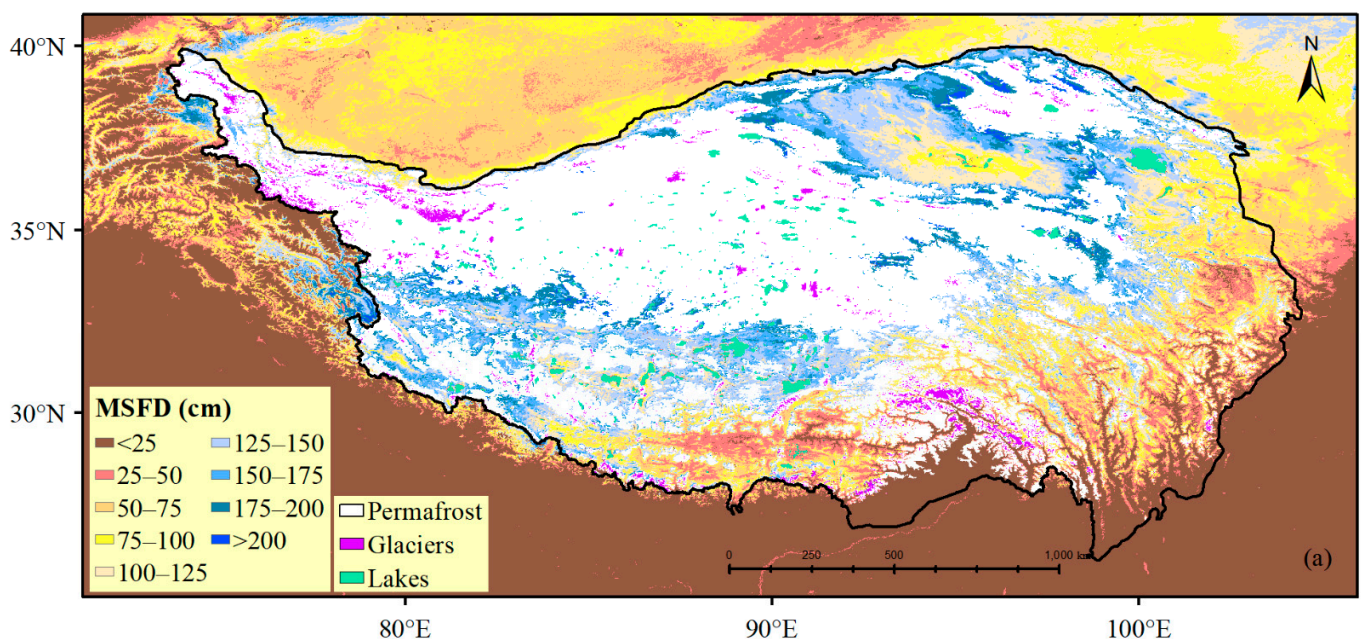 40°N
N
35°N
30°N
MSFD (cm)
<25
125–150
25–50
150–175
50–75
175–200
75–100
>200
100–125
Permafrost
Glaciers
Lakes
0
250
500
1,000 km
(a)
80°E
90°E
100°E